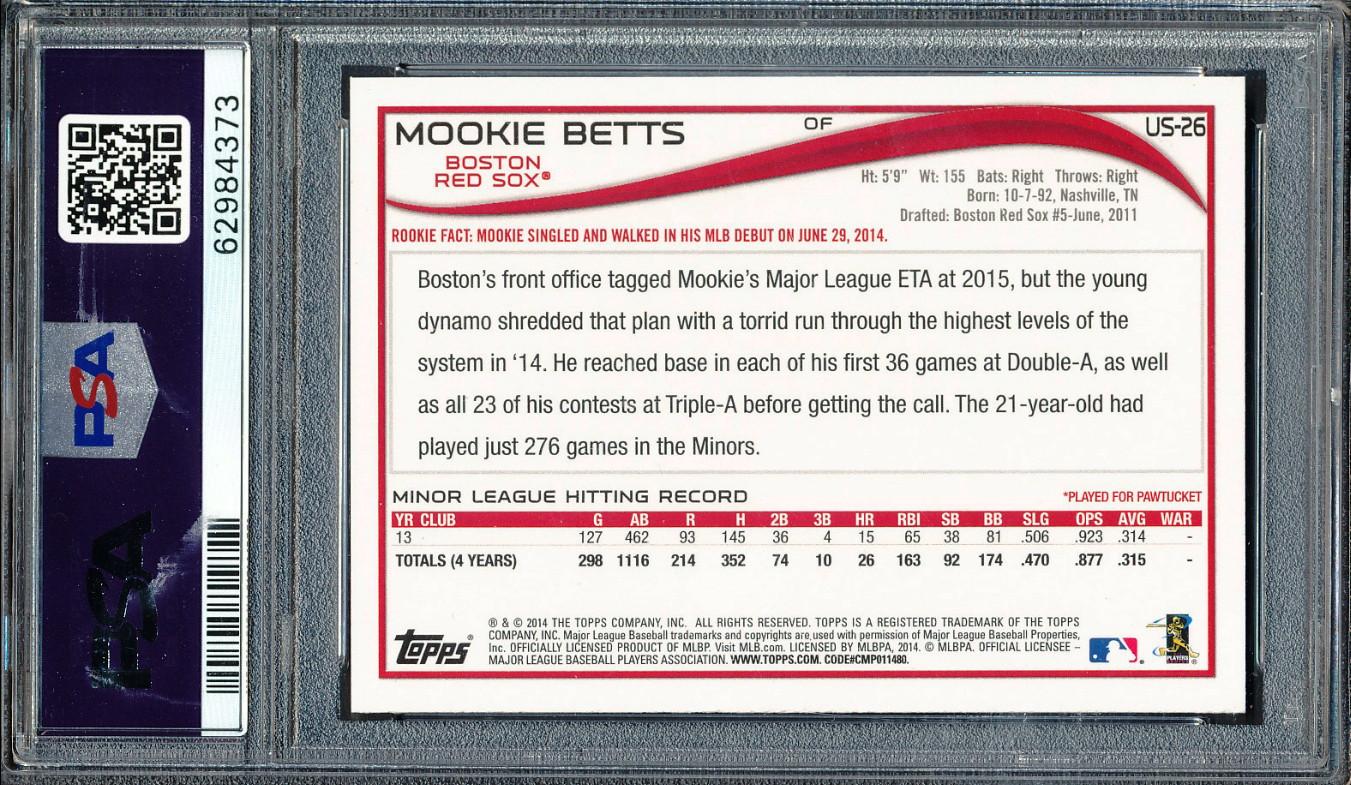 62984373
PSA
PSA
MOOKIE BETTS
OF
US-26
BOSTON
RED SOX®
Ht: 5'9" Wt: 155 Bats: Right Throws: Right
Born: 10-7-92, Nashville, TN
Drafted: Boston Red Sox #5-June, 2011
ROOKIE FACT: MOOKIE SINGLED AND WALKED IN HIS MLB DEBUT ON JUNE 29, 2014.
Boston's front office tagged Mookie's Major League ETA at 2015, but the young
dynamo shredded that plan with a torrid run through the highest levels of the
system in '14. He reached base in each of his first 36 games at Double-A, as well
as all 23 of his contests at Triple-A before getting the call. The 21-year-old had
played just 276 games in the Minors.
MINOR LEAGUE HITTING RECORD *PLAYED FOR PAWTUCKET
YR CLUB G AB R H 2B 3B HR RBI SB BB SLG OPS AVG WAR
13 127 462 93 145 36 4 15 65 38 81 .506 .923 .314 -
TOTALS (4 YEARS) 298 1116 214 352 74 10 26 163 92 174 .470 .877 .315 -
Topps®
® & © 2014 THE TOPPS COMPANY, INC. ALL RIGHTS RESERVED. TOPPS IS A REGISTERED TRADEMARK OF THE TOPPS
COMPANY, INC. Major League Baseball trademarks and copyrights are used with permission of Major League Baseball Properties,
Inc. OFFICIALLY LICENSED PRODUCT OF MLBP. Visit MLB.com. LICENSED BY MLBPA, 2014. © MLBPA. OFFICIAL LICENSEE –
MAJOR LEAGUE BASEBALL PLAYERS ASSOCIATION. WWW.TOPPS.COM. CODE#CMP011480.
PLAYERS